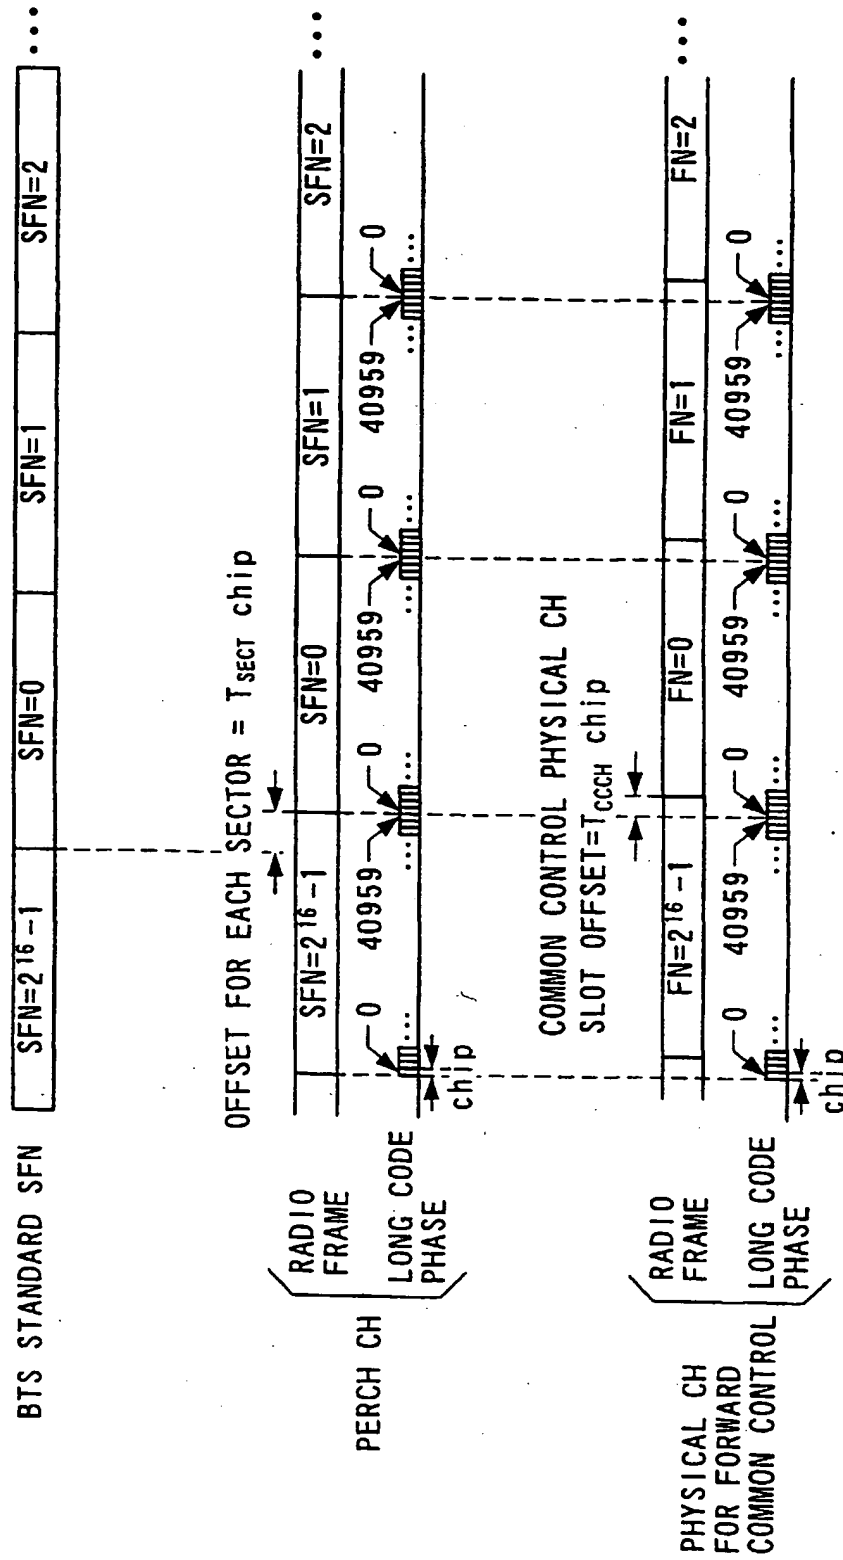 BTS STANDARD SFN
SFN=2¹⁶-1
SFN=0
SFN=1
SFN=2
...
OFFSET FOR EACH SECTOR = T_SECT chip
PERCH CH
RADIO
FRAME
SFN=2¹⁶-1
SFN=0
SFN=1
SFN=2
...
LONG CODE
PHASE
0
...
40959
0
...
...
40959
0
...
...
40959
0
...
...
chip
COMMON CONTROL PHYSICAL CH
SLOT OFFSET=T_CCCH chip
PHYSICAL CH
FOR FORWARD
COMMON CONTROL
RADIO
FRAME
FN=2¹⁶-1
FN=0
FN=1
FN=2
...
LONG CODE
PHASE
0
...
40959
0
...
...
40959
0
...
...
40959
0
...
...
chip